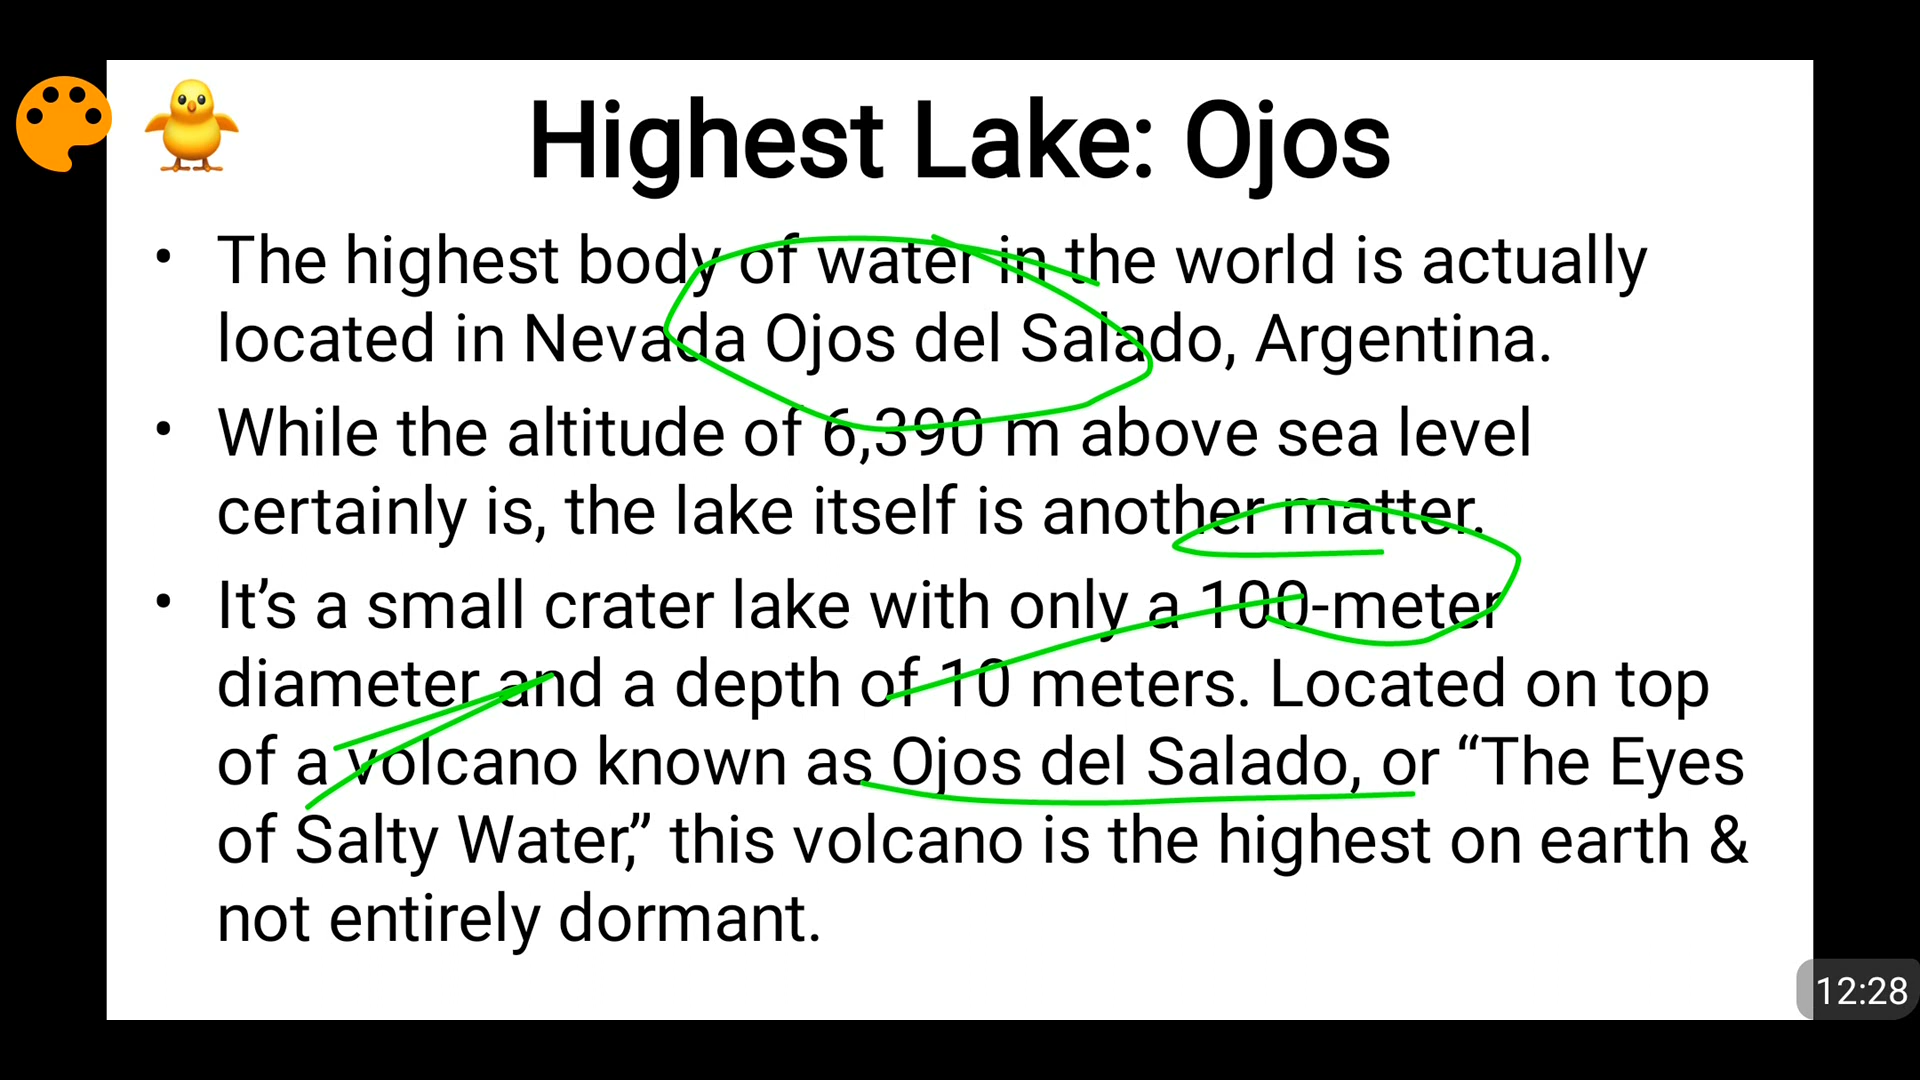 Highest Lake: Ojos
• The highest body of water in the world is actually
located in Nevada Ojos del Salado, Argentina.
• While the altitude of 6,390 m above sea level
certainly is, the lake itself is another matter.
• It’s a small crater lake with only a 100-meter
diameter and a depth of 10 meters. Located on top
of a volcano known as Ojos del Salado, or “The Eyes
of Salty Water,” this volcano is the highest on earth &
not entirely dormant.
12:28